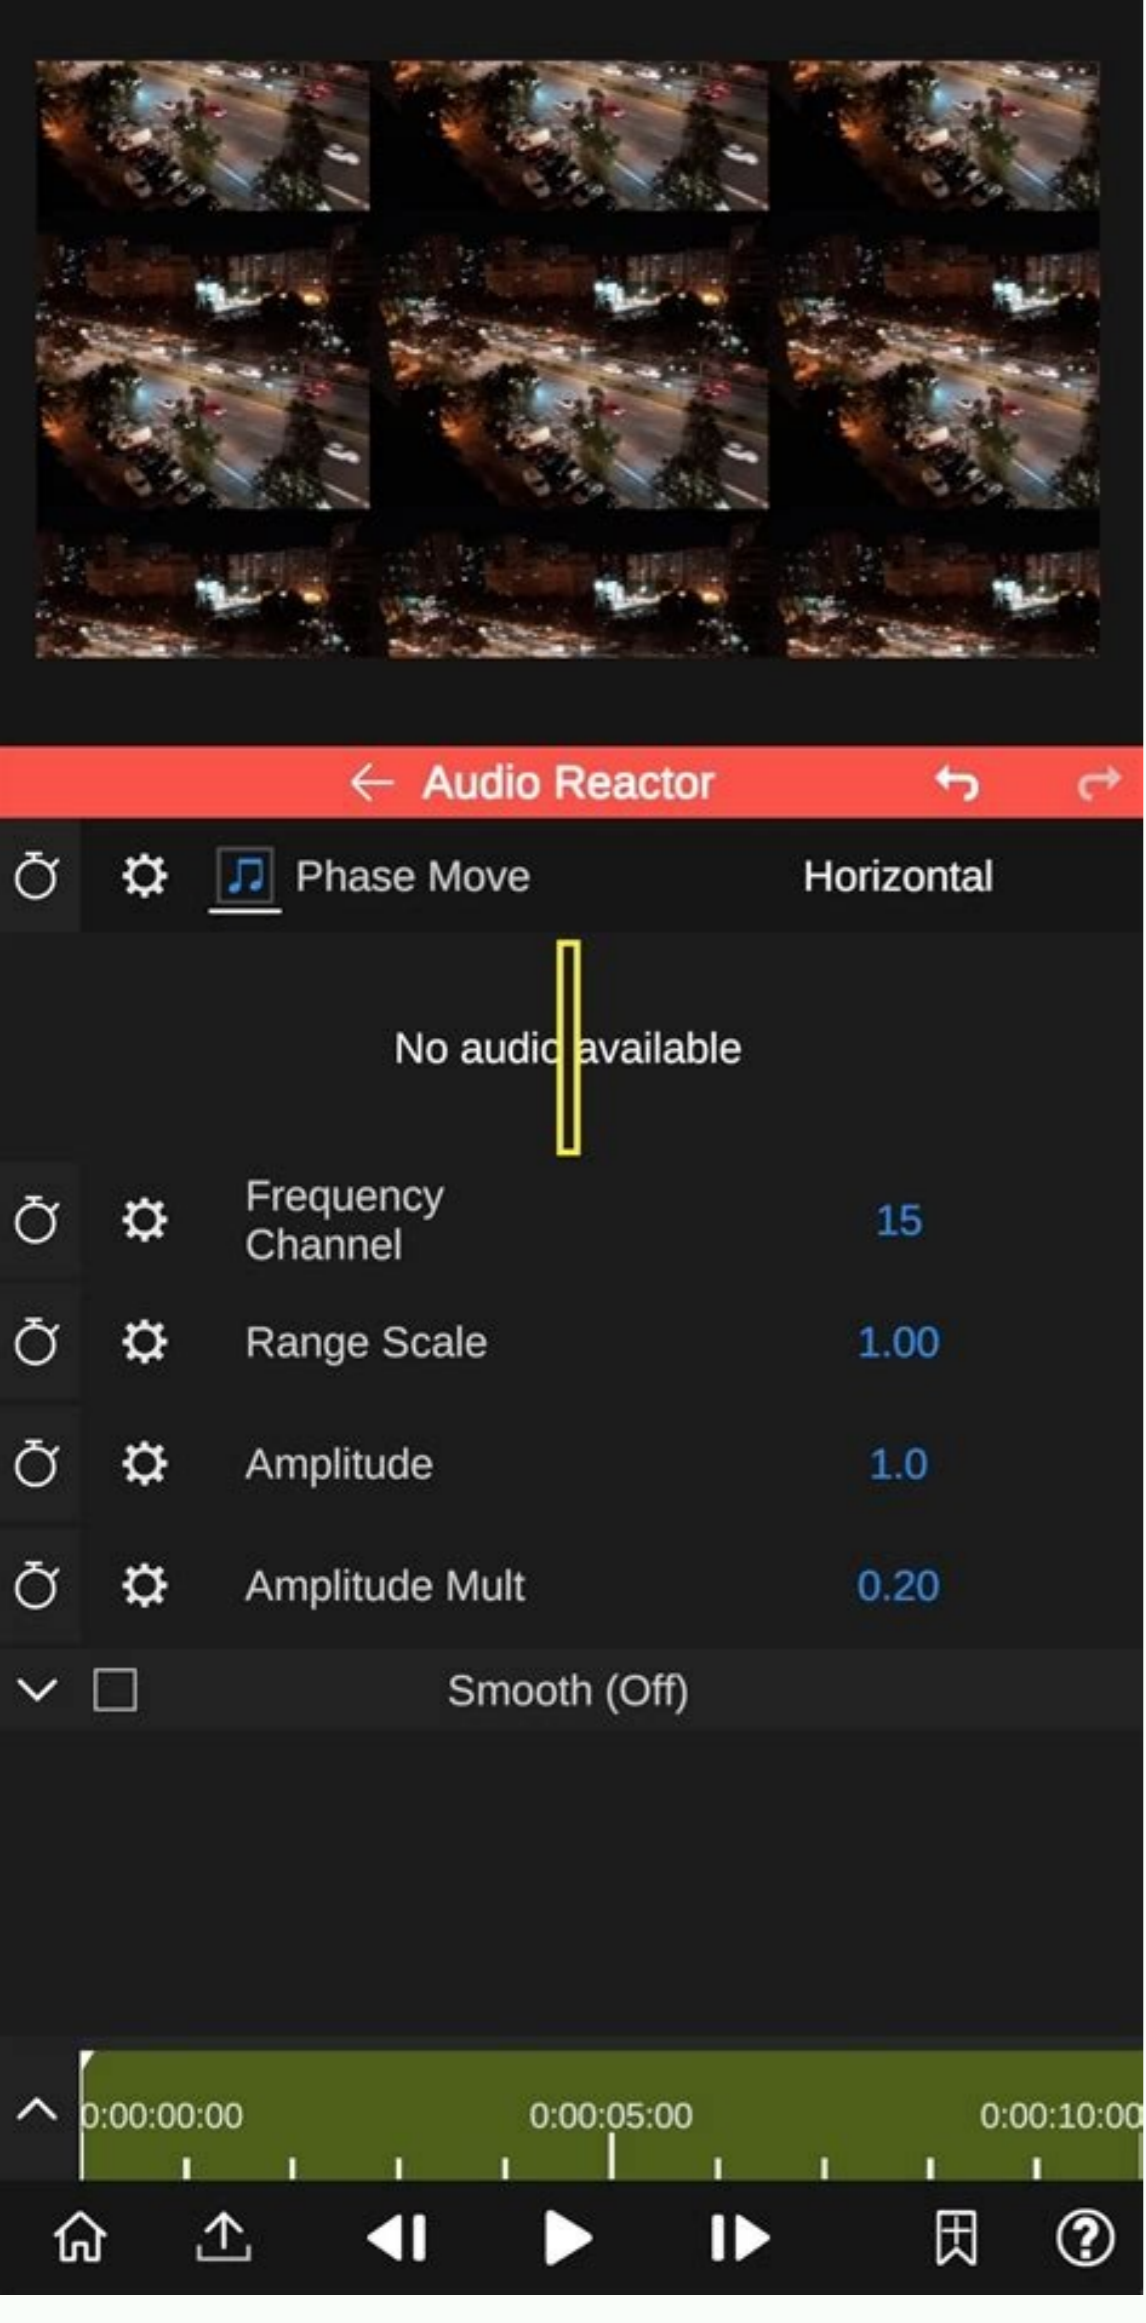 Audio Reactor
Phase Move Horizontal
No audio available
Frequency
Channel
15
Range Scale 1.00
Amplitude 1.0
Amplitude Mult 0.20
Smooth (Off)
0:00:00:00 0:00:05:00 0:00:10:00